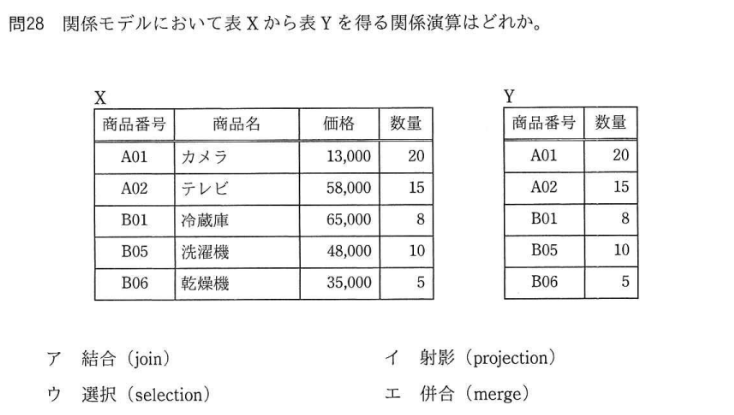 問28　関係モデルにおいて表 X から表 Y を得る関係演算はどれか。
X
商品番号 商品名 価格 数量
A01 カメラ 13,000 20
A02 テレビ 58,000 15
B01 冷蔵庫 65,000 8
B05 洗濯機 48,000 10
B06 乾燥機 35,000 5
Y
商品番号 数量
A01 20
A02 15
B01 8
B05 10
B06 5
ア　結合（join）
イ　射影（projection）
ウ　選択（selection）
エ　併合（merge）